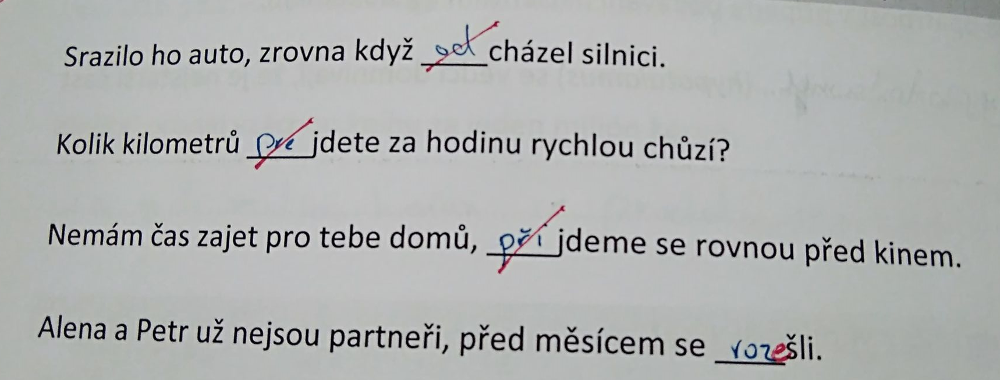 Srazilo ho auto, zrovna když od cházel silnici.
Kolik kilometrů pre jdete za hodinu rychlou chůzí?
Nemám čas zajet pro tebe domů, při jdeme se rovnou před kinem.
Alena a Petr už nejsou partneři, před měsícem se rozešli.